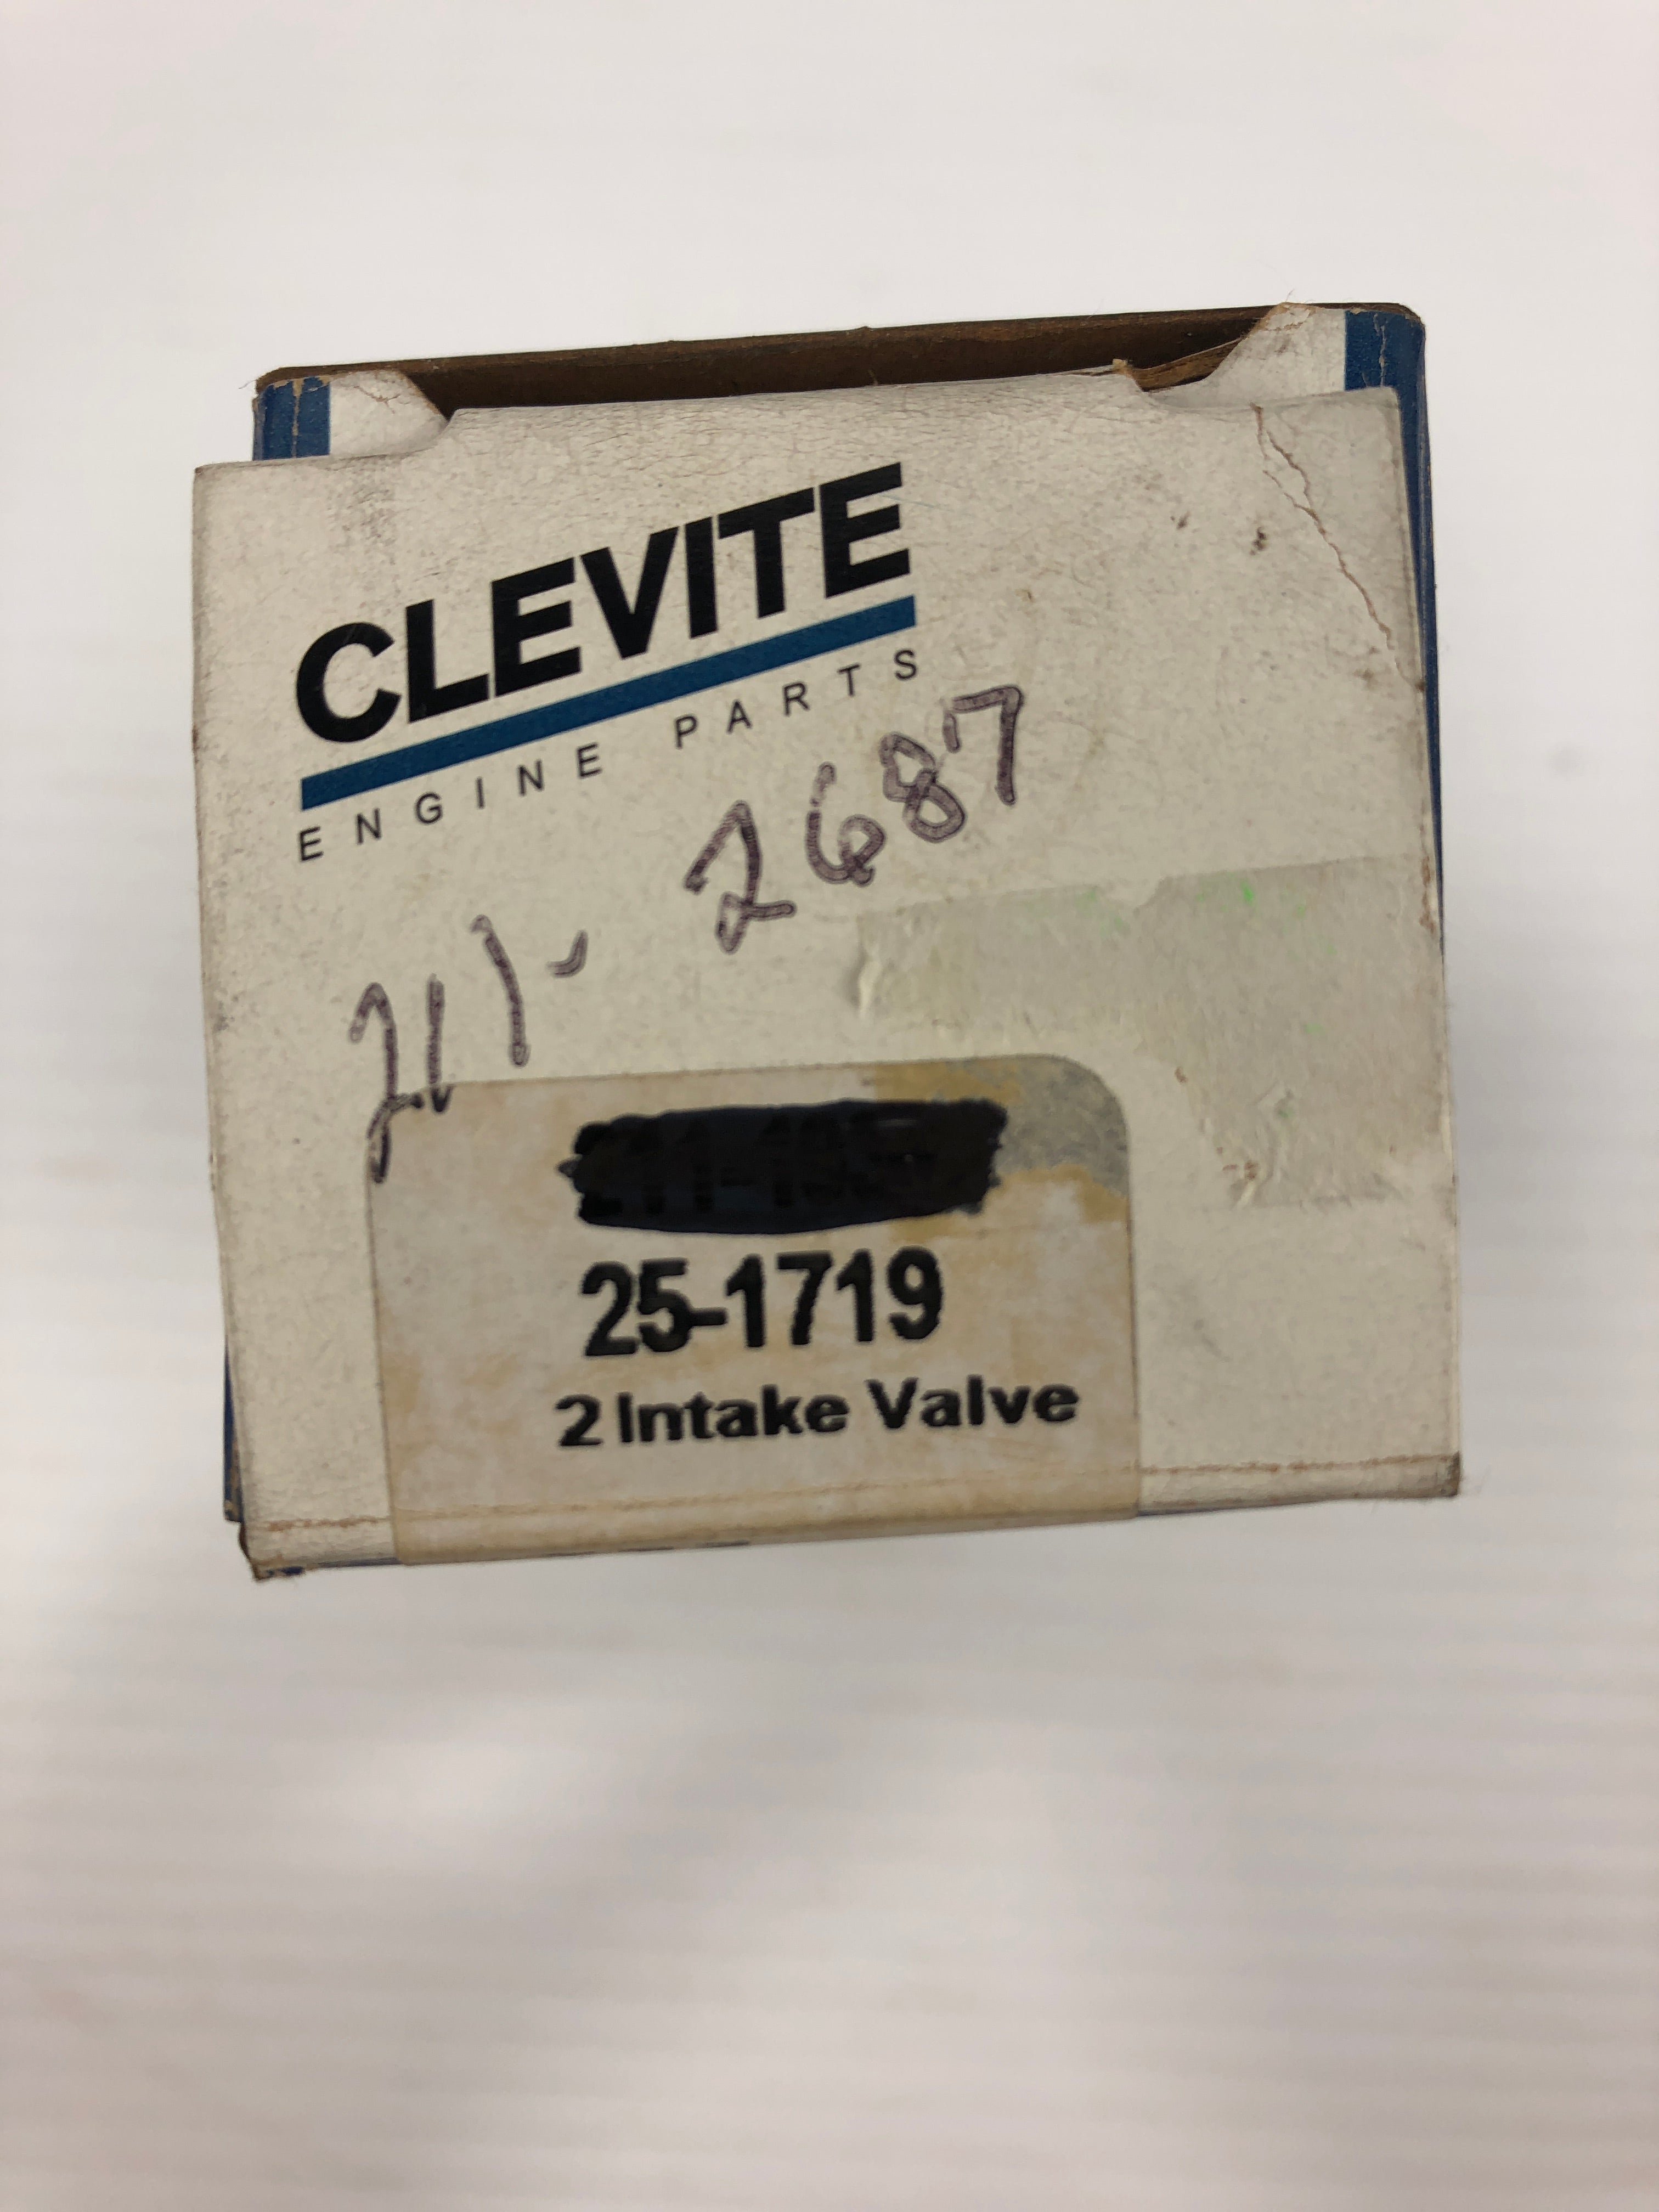 CLEVITE
ENGINE PARTS
211-2687
25-1719
2 Intake Valve